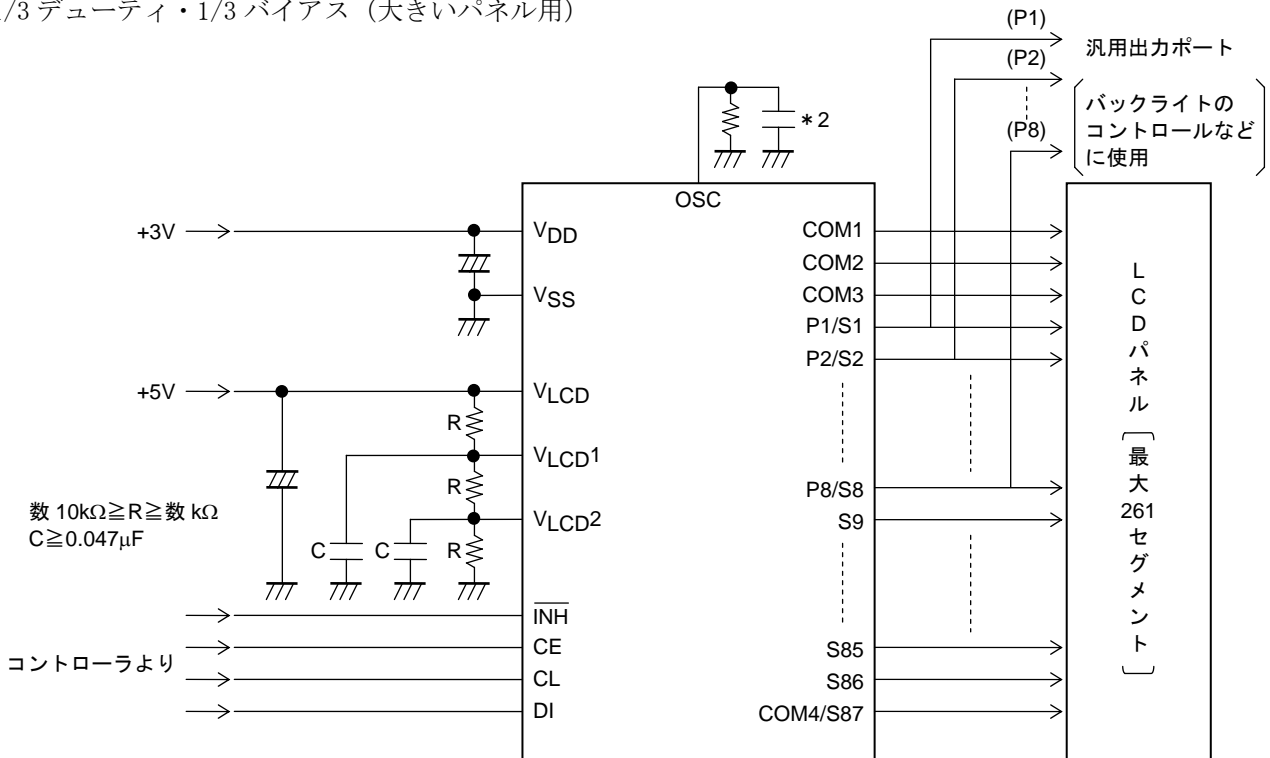 /3 デューティ・1/3 バイアス（大きいパネル用）
(P1)
汎用出力ポート
(P2)
(P8)
バックライトの
コントロールなど
に使用
＊2
OSC
+3V
VDD
VSS
+5V
VLCD
R
VLCD1
R
VLCD2
R
C
C
数 10kΩ≧R≧数 kΩ
C≧0.047μF
INH
CE
CL
DI
コントローラより
COM1
COM2
COM3
P1/S1
P2/S2
P8/S8
S9
S85
S86
COM4/S87
LCDパネル［最大261セグメント］